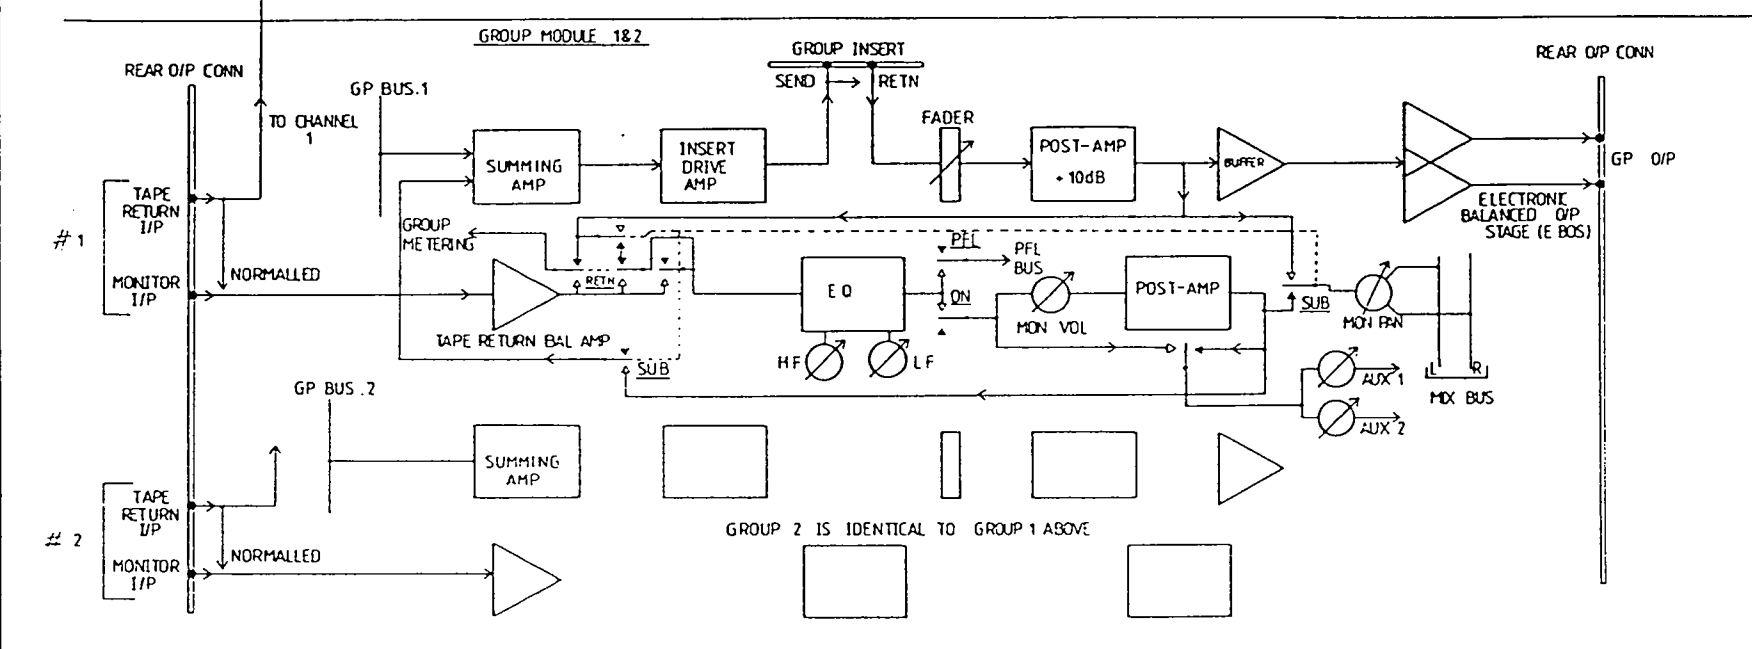 GROUP MODULE 1&2
GROUP INSERT
REAR O/P CONN
REAR O/P CONN
SEND
RETN
GP BUS.1
TO CHANNEL
1
FADER
SUMMING
AMP
INSERT
DRIVE
AMP
POST-AMP
+10dB
BUFFER
GP O/P
TAPE
RETURN
I/P
ELECTRONIC
BALANCED O/P
STAGE (E BOS)
# 1
GROUP
METERING
PFL
PFL
BUS
NORMALLED
MONITOR
I/P
RETN
EQ
ON
POST-AMP
SUB
MON VOL
MON PAN
TAPE RETURN BAL AMP
HF
LF
SUB
AUX 1
L
R
MIX BUS
GP BUS.2
AUX 2
SUMMING
AMP
TAPE
RETURN
I/P
GROUP 2 IS IDENTICAL TO GROUP 1 ABOVE
# 2
NORMALLED
MONITOR
I/P